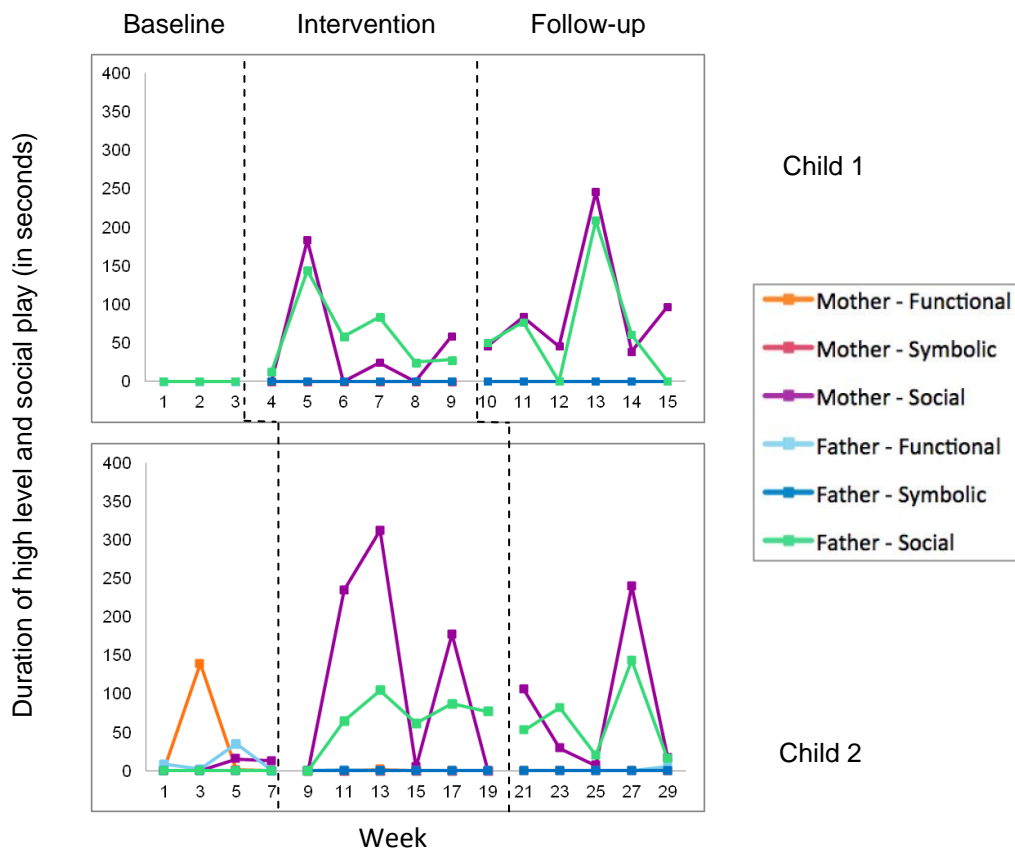 Baseline Intervention Follow-up
Duration of high level and social play (in seconds)
400
350
300
250
200
150
100
50
0
1 2 3 4 5 6 7 8 9 10 11 12 13 14 15
Child 1
Mother - Functional
Mother - Symbolic
Mother - Social
Father - Functional
Father - Symbolic
Father - Social
400
350
300
250
200
150
100
50
0
1 3 5 7 9 11 13 15 17 19 21 23 25 27 29
Child 2
Week